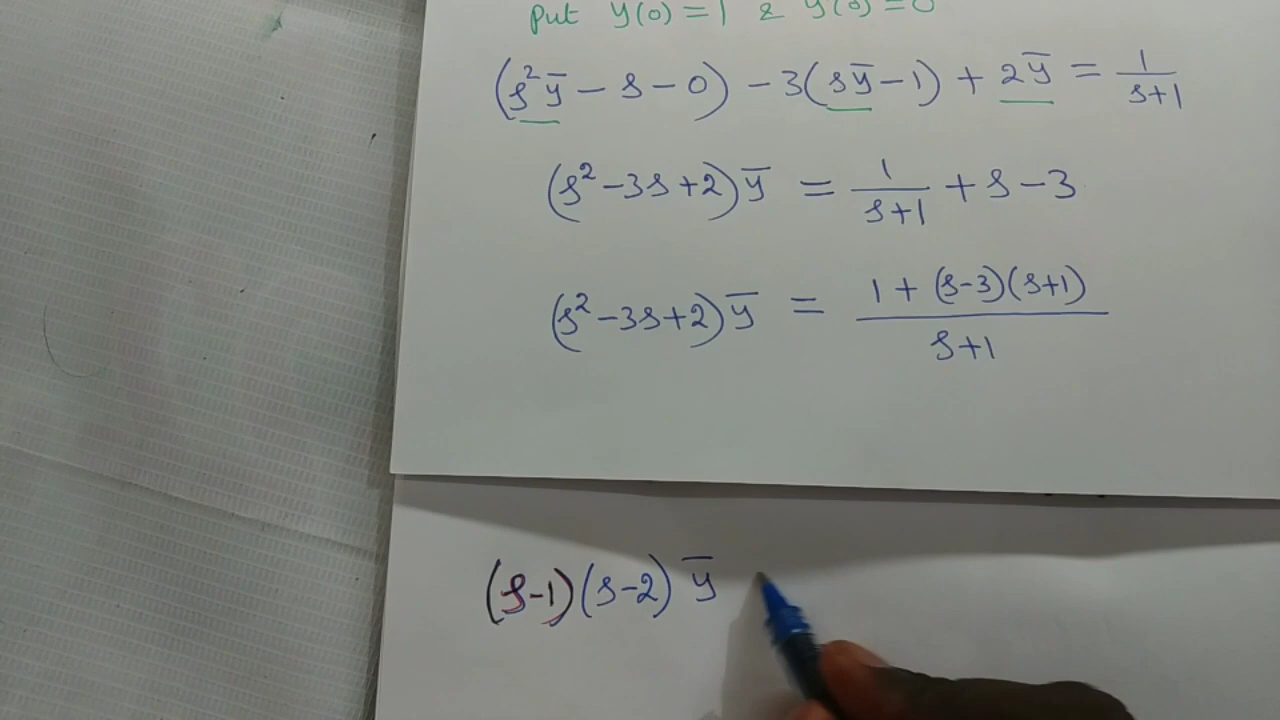 put y(0) = 1 & y'(0) = 0
(s² ȳ − s − 0) − 3(sȳ − 1) + 2ȳ = 1/(s+1)
(s² − 3s + 2) ȳ = 1/(s+1) + s − 3
(s² − 3s + 2) ȳ = (1 + (s−3)(s+1))/(s+1)
(s−1)(s−2) ȳ